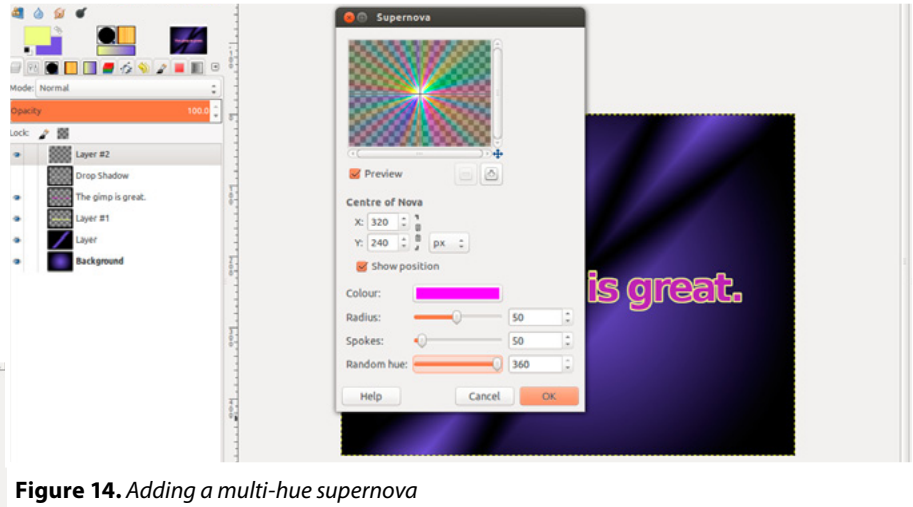 Supernova
Mode: Normal
Opacity 100.0
Lock:
Layer #2
Drop Shadow
The gimp is great.
Layer #1
Layer
Background
Preview
Centre of Nova
X: 320
Y: 240 px
Show position
Colour:
Radius: 50
Spokes: 50
Random hue: 360
Help Cancel OK
is great.
Figure 14. Adding a multi-hue supernova